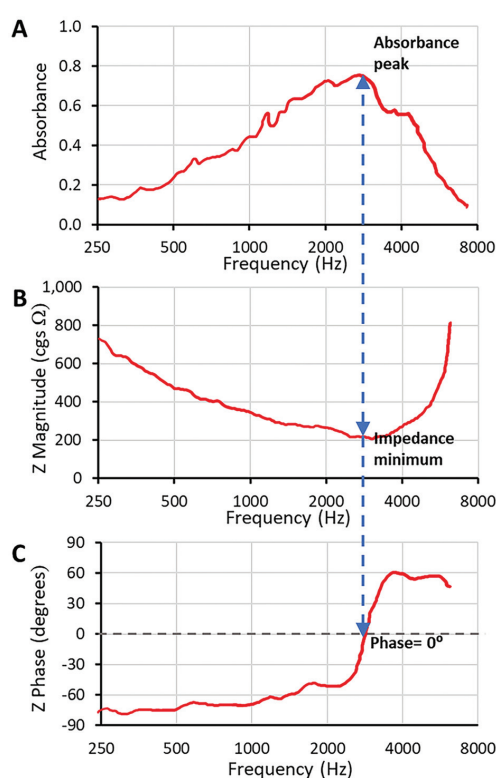 A
Absorbance
1.0
0.8
0.6
0.4
0.2
0.0
Absorbance
peak
250 500 1000 2000 4000 8000
Frequency (Hz)
B
Z Magnitude (cgs Ω)
1,000
800
600
400
200
0
Impedance
minimum
250 500 1000 2000 4000 8000
Frequency (Hz)
C
Z Phase (degrees)
90
60
30
0
-30
-60
-90
Phase= 0º
250 500 1000 2000 4000 8000
Frequency (Hz)